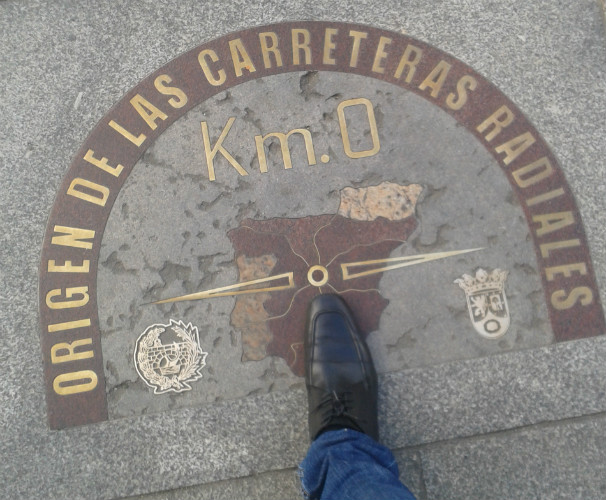 ORIGEN DE LAS CARRETERAS RADIALES
Km.0